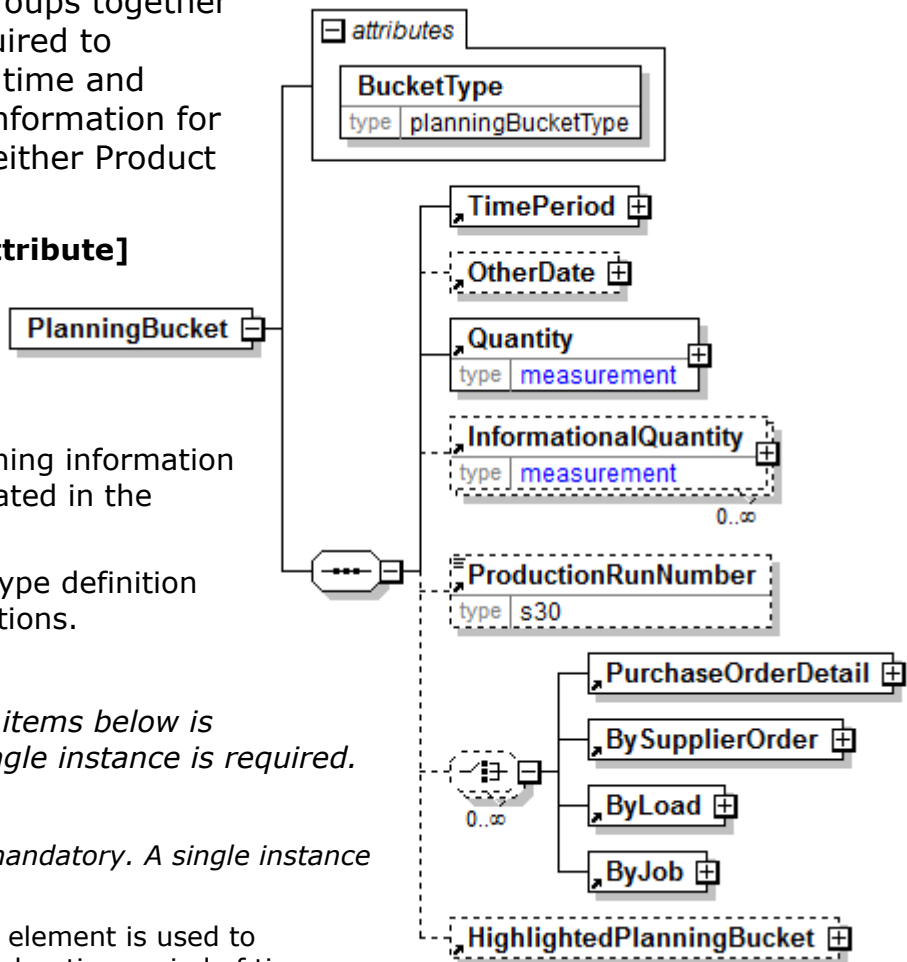 oups together
uired to
time and
nformation for
either Product
ttribute]
ning information
ated in the
ype definition
tions.
items below is
gle instance is required.
mandatory. A single instance
element is used to
attributes
BucketType
type planningBucketType
PlanningBucket
TimePeriod
OtherDate
Quantity
type measurement
InformationalQuantity
type measurement
0..∞
ProductionRunNumber
type s30
0..∞
PurchaseOrderDetail
BySupplierOrder
ByLoad
ByJob
HighlightedPlanningBucket